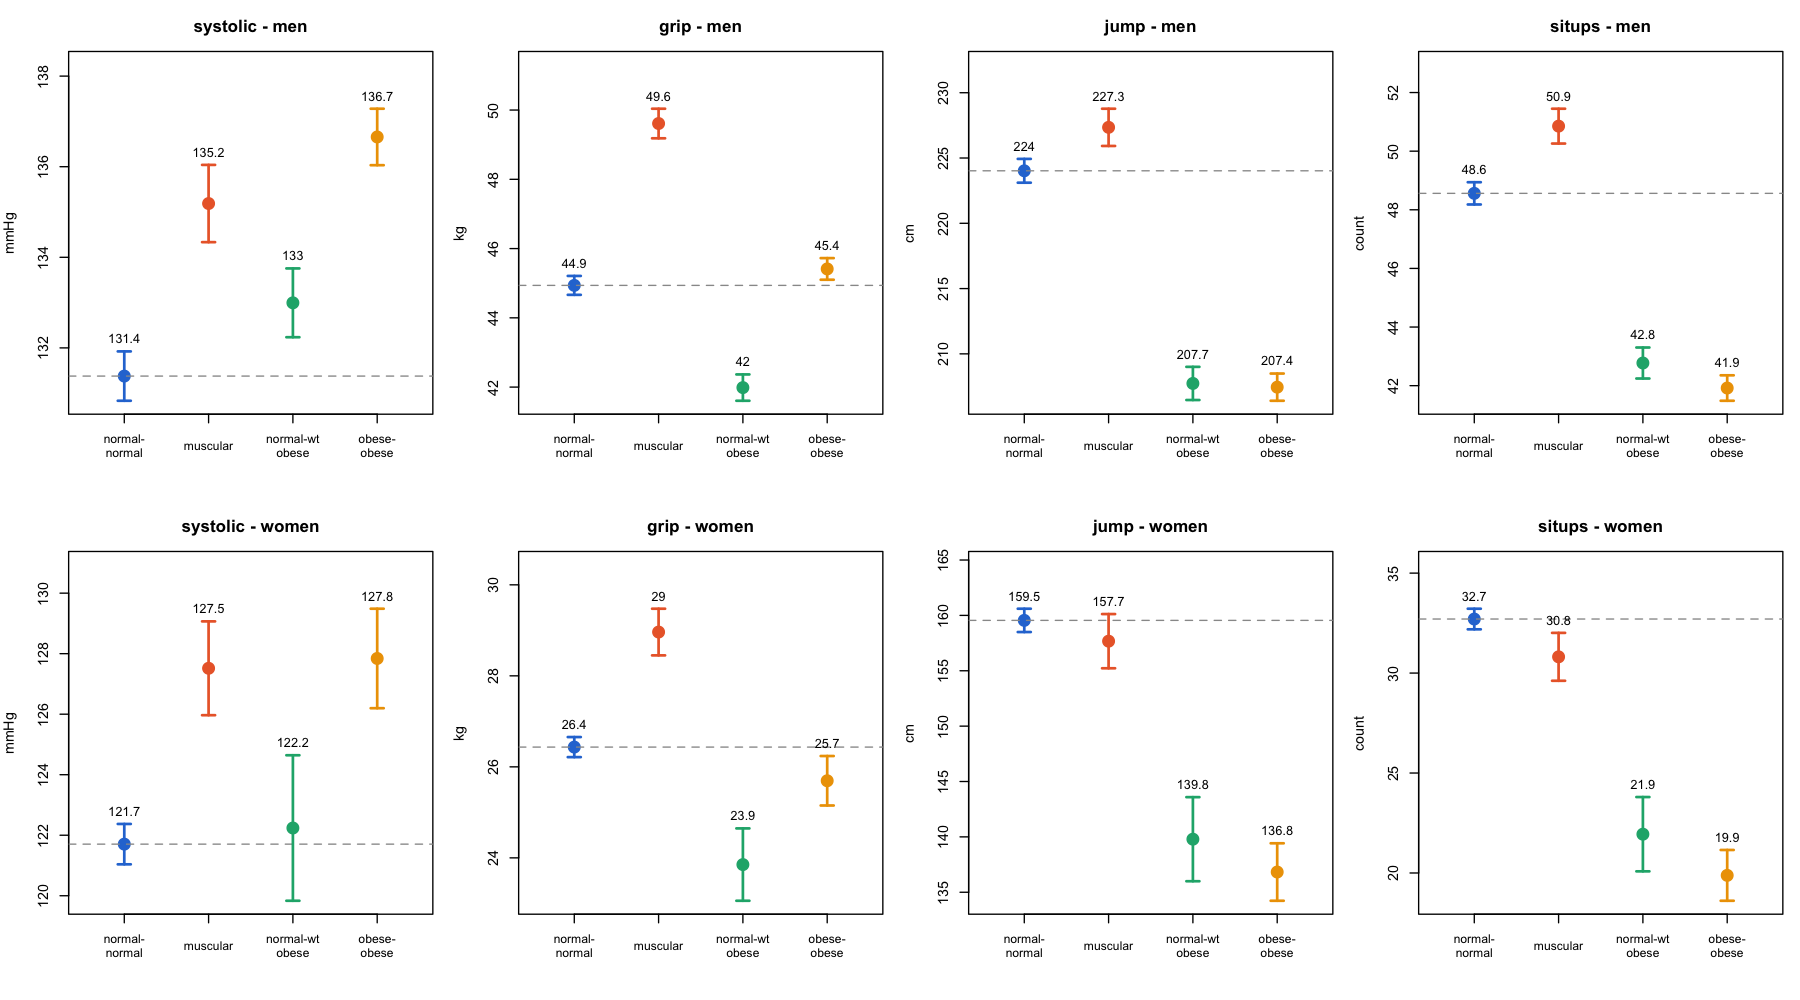 systolic - men
mmHg
138
136
134
132
131.4
135.2
133
136.7
normal-
normal
muscular
normal-wt
obese
obese-
obese
grip - men
kg
50
48
46
44
42
44.9
49.6
42
45.4
normal-
normal
muscular
normal-wt
obese
obese-
obese
jump - men
cm
230
225
220
215
210
224
227.3
207.7
207.4
normal-
normal
muscular
normal-wt
obese
obese-
obese
situps - men
count
52
50
48
46
44
42
48.6
50.9
42.8
41.9
normal-
normal
muscular
normal-wt
obese
obese-
obese
systolic - women
mmHg
130
128
126
124
122
120
121.7
127.5
122.2
127.8
normal-
normal
muscular
normal-wt
obese
obese-
obese
grip - women
kg
30
28
26
24
26.4
29
23.9
25.7
normal-
normal
muscular
normal-wt
obese
obese-
obese
jump - women
cm
165
160
155
150
145
140
135
159.5
157.7
139.8
136.8
normal-
normal
muscular
normal-wt
obese
obese-
obese
situps - women
count
35
30
25
20
32.7
30.8
21.9
19.9
normal-
normal
muscular
normal-wt
obese
obese-
obese